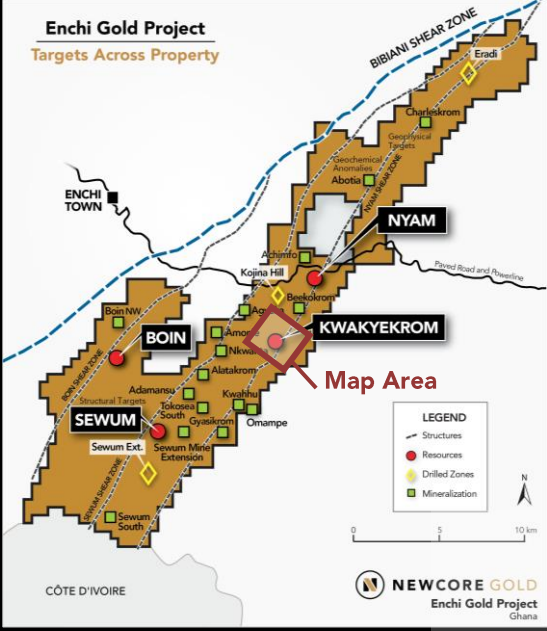 Enchi Gold Project
Targets Across Property
BIBIANI SHEAR ZONE
Eradi
Charleskrom
Geophysical
Targets
Geochemical
Anomalies
Abotia
NYAM SHEAR ZONE
ENCHI
TOWN
NYAM
Achimfo
Paved Road and Powerline
Kojina Hill
Beekokrom
Boin NW
KWAKYEKROM
BOIN
Nkwanta
Map Area
Alatakrom
BOIN SHEAR ZONE
Structural Targets
Adamansu
Kwahhu
Tokosea
South
Omampe
SEWUM
Gyasikrom
Sewum Ext.
Sewum Mine
Extension
SEWUM SHEAR ZONE
Sewum
South
LEGEND
Structures
Resources
Drilled Zones
Mineralization
N
0 5 10 km
CÔTE D'IVOIRE
N NEWCORE GOLD
Enchi Gold Project
Ghana